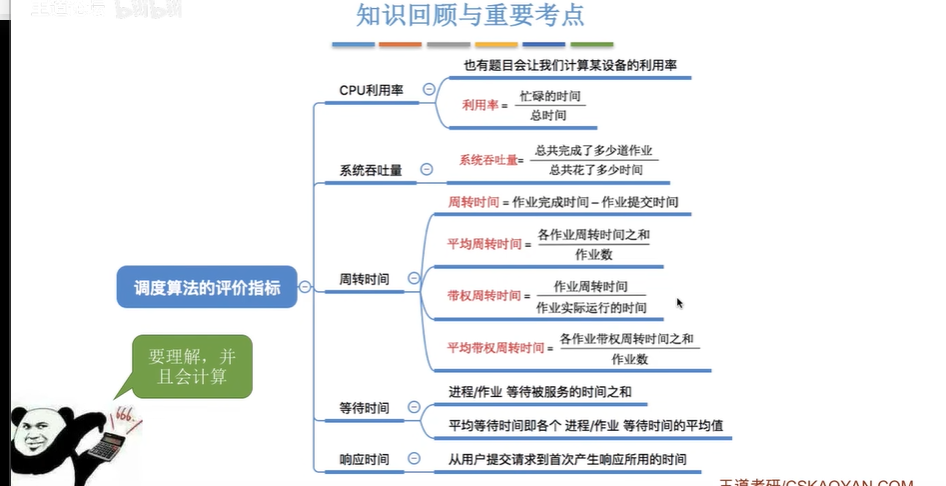 知识回顾与重要考点
CPU利用率
也有题目会让我们计算某设备的利用率
利用率 = 忙碌的时间
总时间
系统吞吐量
系统吞吐量= 总共完成了多少道作业
总共花了多少时间
周转时间
周转时间 = 作业完成时间 – 作业提交时间
平均周转时间 = 各作业周转时间之和
作业数
带权周转时间 = 作业周转时间
作业实际运行的时间
平均带权周转时间 = 各作业带权周转时间之和
作业数
调度算法的评价指标
等待时间
进程/作业 等待被服务的时间之和
平均等待时间即各个 进程/作业 等待时间的平均值
响应时间
从用户提交请求到首次产生响应所用的时间
要理解，并
且会计算
666.
王道考研/CSKAOYAN.COM